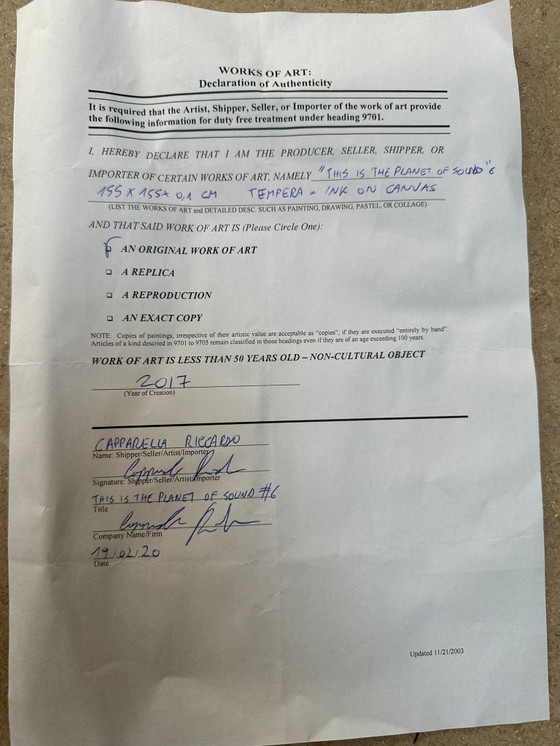 WORKS OF ART:
Declaration of Authenticity
It is required that the Artist, Shipper, Seller, or Importer of the work of art provide
the following information for duty free treatment under heading 9701.
I, HEREBY DECLARE THAT I AM THE PRODUCER, SELLER, SHIPPER, OR
IMPORTER OF CERTAIN WORKS OF ART, NAMELY "THIS IS THE PLANET OF SOUND" 6
155 X 155 X 0,1 CM TEMPERA - INK ON CANVAS
(LIST THE WORKS OF ART and DETAILED DESC. SUCH AS PAINTING, DRAWING, PASTEL, OR COLLAGE)
AND THAT SAID WORK OF ART IS (Please Circle One):
AN ORIGINAL WORK OF ART
A REPLICA
A REPRODUCTION
AN EXACT COPY
NOTE: Copies of paintings, irrespective of their artistic value are acceptable as "copies", if they are executed "entirely by hand".
Articles of a kind descried in 9701 to 9705 remain classified in those headings even if they are of an age exceeding 100 years.
WORK OF ART IS LESS THAN 50 YEARS OLD – NON-CULTURAL OBJECT
2017
(Year of Creation)
CAPPARELLA RICCARDO
Name: Shipper/Seller/Artist/Importer
Signature: Shipper/Seller/Artist/Importer
THIS IS THE PLANET OF SOUND #6
Title
Company Name/Firm
19/02/20
Date
Updated 11/21/2003